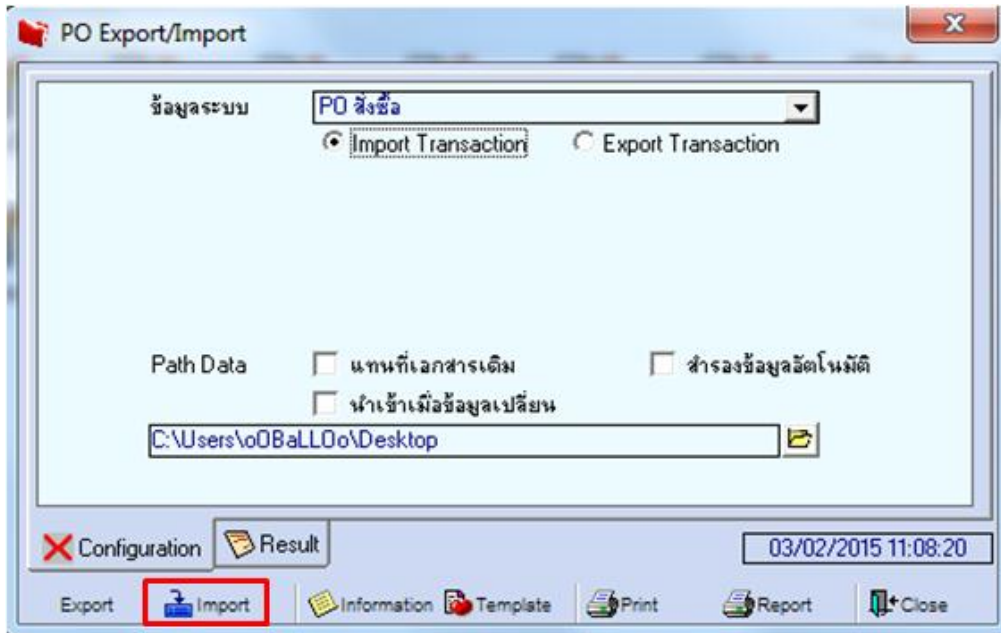 PO Export/Import
ข้อมูลระบบ PO สั่งซื้อ
Import Transaction Export Transaction
Path Data แทนที่เอกสารเดิม สำรองข้อมูลอัตโนมัติ
นำเข้าเมื่อข้อมูลเปลี่ยน
C:\Users\oOBaLLOo\Desktop
Configuration Result 03/02/2015 11:08:20
Export Import Information Template Print Report Close